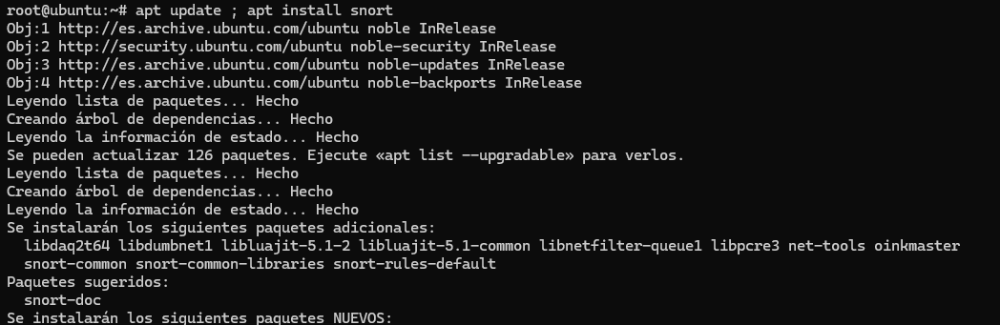 root@ubuntu:~# apt update ; apt install snort
Obj:1 http://es.archive.ubuntu.com/ubuntu noble InRelease
Obj:2 http://security.ubuntu.com/ubuntu noble-security InRelease
Obj:3 http://es.archive.ubuntu.com/ubuntu noble-updates InRelease
Obj:4 http://es.archive.ubuntu.com/ubuntu noble-backports InRelease
Leyendo lista de paquetes... Hecho
Creando árbol de dependencias... Hecho
Leyendo la información de estado... Hecho
Se pueden actualizar 126 paquetes. Ejecute «apt list --upgradable» para verlos.
Leyendo lista de paquetes... Hecho
Creando árbol de dependencias... Hecho
Leyendo la información de estado... Hecho
Se instalarán los siguientes paquetes adicionales:
  libdaq2t64 libdumbnet1 libluajit-5.1-2 libluajit-5.1-common libnetfilter-queue1 libpcre3 net-tools oinkmaster
  snort-common snort-common-libraries snort-rules-default
Paquetes sugeridos:
  snort-doc
Se instalarán los siguientes paquetes NUEVOS: